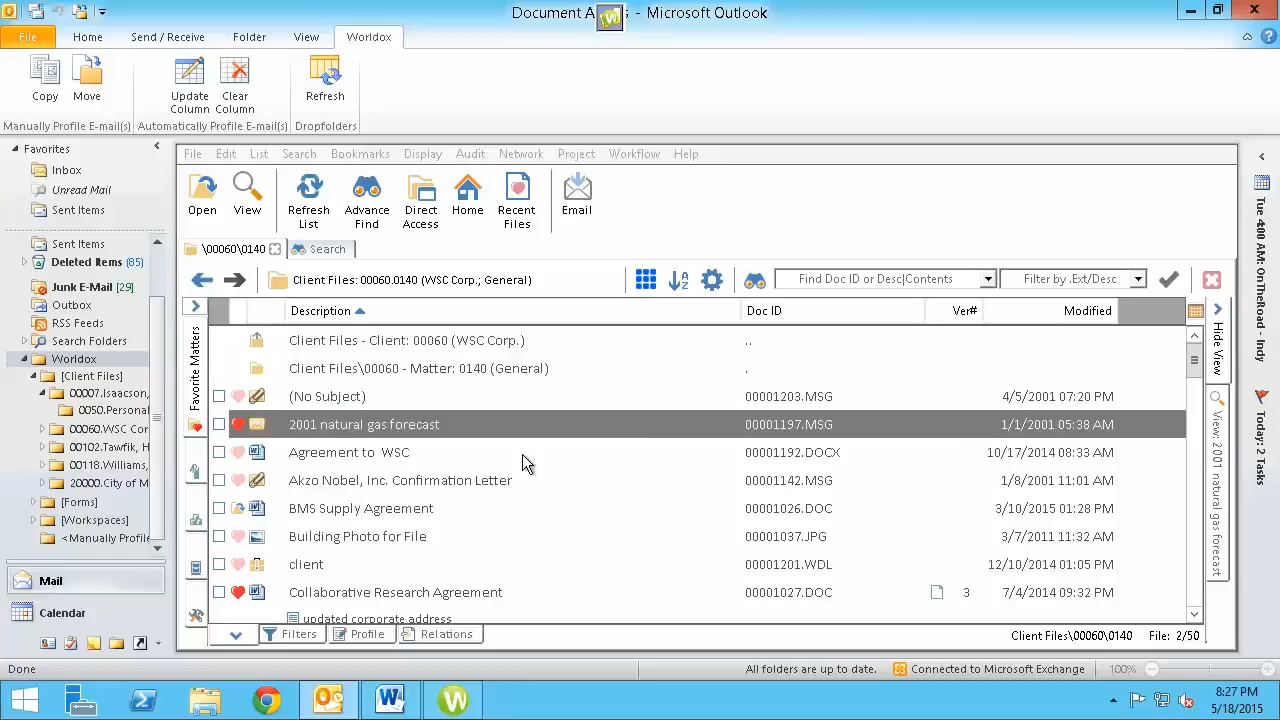 Document A s - Microsoft Outlook
File Home Send / Receive Folder View Worldox
Copy Move Update Column Clear Column Refresh
Manually Profile E-mail(s) Automatically Profile E-mail(s) Dropfolders
Favorites
Inbox
Unread Mail
Sent Items
Sent Items
Deleted Items (85)
Junk E-Mail [29]
Outbox
RSS Feeds
Search Folders
Worldox
[Client Files]
00007.Isaacson,
0050.Personal
00060.WSC Cor
00102.Tawfik, H
00118.Williams,
20000.City of M
[Forms]
[Workspaces]
<Manually Profile
Mail
Calendar
File Edit List Search Bookmarks Display Audit Network Project Workflow Help
Open View Refresh List Advance Find Direct Access Home Recent Files Email
\00060\0140 Search
Client Files: 00060.0140 (WSC Corp.; General) Find Doc ID or Desc|Contents Filter by .Ext/Desc
Favorite Matters
Description Doc ID Ver# Modified
Client Files - Client: 00060 (WSC Corp.) ..
Client Files\00060 - Matter: 0140 (General) .
(No Subject) 00001203.MSG 4/5/2001 07:20 PM
2001 natural gas forecast 00001197.MSG 1/1/2001 05:38 AM
Agreement to WSC 00001192.DOCX 10/17/2014 08:33 AM
Akzo Nobel, Inc. Confirmation Letter 00001142.MSG 1/8/2001 11:01 AM
BMS Supply Agreement 00001026.DOC 3/10/2015 01:28 PM
Building Photo for File 00001037.JPG 3/7/2011 11:32 AM
client 00001201.WDL 12/10/2014 01:05 PM
Collaborative Research Agreement 00001027.DOC 3 7/4/2014 09:32 PM
updated corporate address
Filters Profile Relations Client Files\00060\0140 File: 2/50
Hide View
View: 2001 natural gas forecast
Tue 4:00 AM: OnTheRoad - Indy
Today: 2 Tasks
Done All folders are up to date. Connected to Microsoft Exchange 100%
8:27 PM
5/18/2015